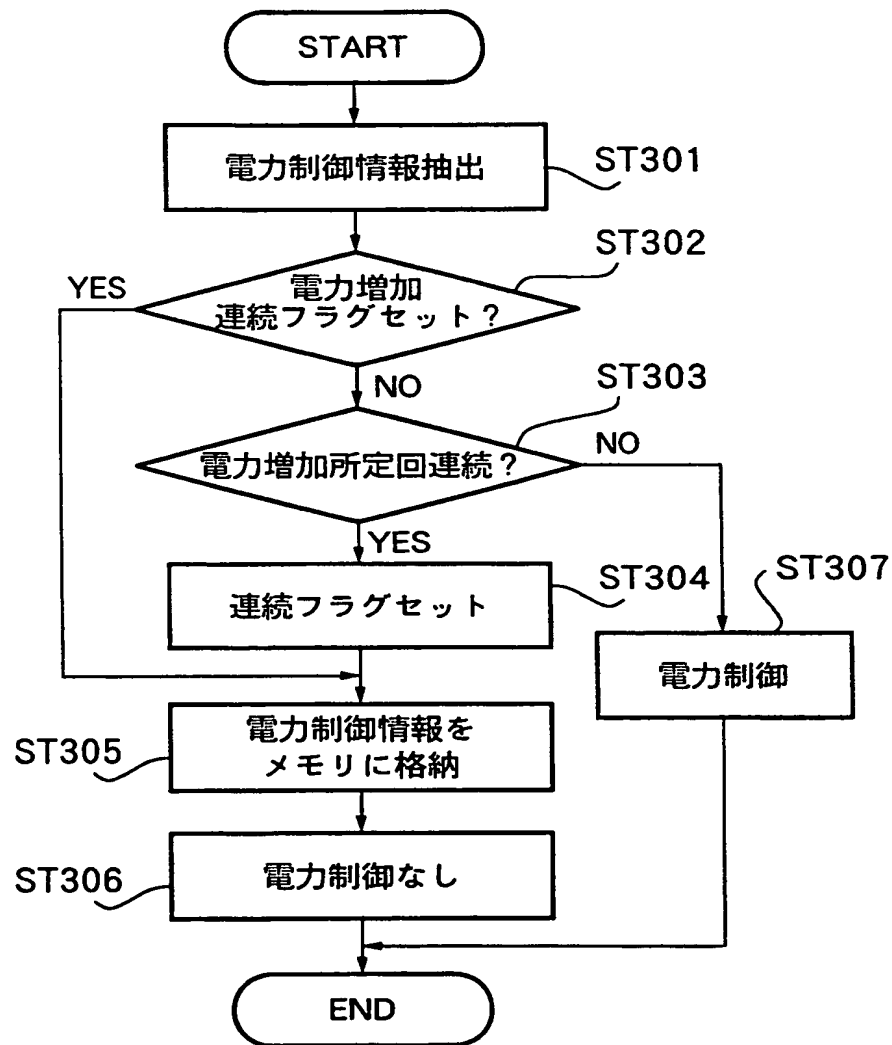 START
電力制御情報抽出
ST301
ST302
YES
電力増加
連続フラグセット？
NO
ST303
電力増加所定回連続？
NO
YES
ST304
連続フラグセット
ST307
電力制御
ST305
電力制御情報を
メモリに格納
ST306
電力制御なし
END